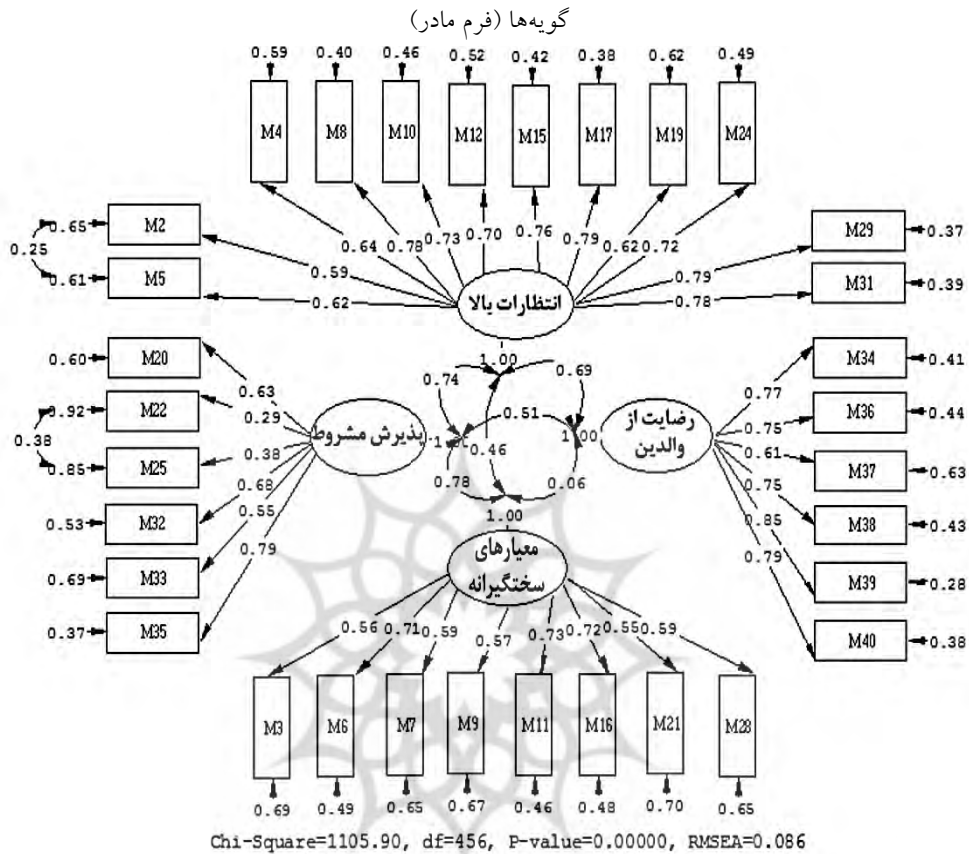 گویه‌ها (فرم مادر)
0.59 0.40 0.46 0.52 0.42 0.38 0.62 0.49
M4 M8 M10 M12 M15 M17 M19 M24
0.65 M2
0.25
0.61 M5
M29 0.37
M31 0.39
0.64 0.78 0.73 0.70 0.76 0.79 0.62 0.72
0.59 0.79
0.62 0.78
انتظارات بالا
1.00
0.60 M20
0.92 M22
0.38
0.85 M25
0.53 M32
0.69 M33
0.37 M35
0.63
0.29
0.38
0.68
0.55
0.79
پذیرش مشروط
0.74 0.69
0.51
0.46
1.00
0.78 0.06
1.00
رضایت از
والدین
0.77
0.75
0.61
0.75
0.85
0.79
M34 0.41
M36 0.44
M37 0.63
M38 0.43
M39 0.28
M40 0.38
معیارهای
سختگیرانه
0.56 0.71 0.59 0.57 0.73 0.72 0.55 0.59
M3 M6 M7 M9 M11 M16 M21 M28
0.69 0.49 0.65 0.67 0.46 0.48 0.70 0.65
Chi-Square=1105.90, df=456, P-value=0.00000, RMSEA=0.086